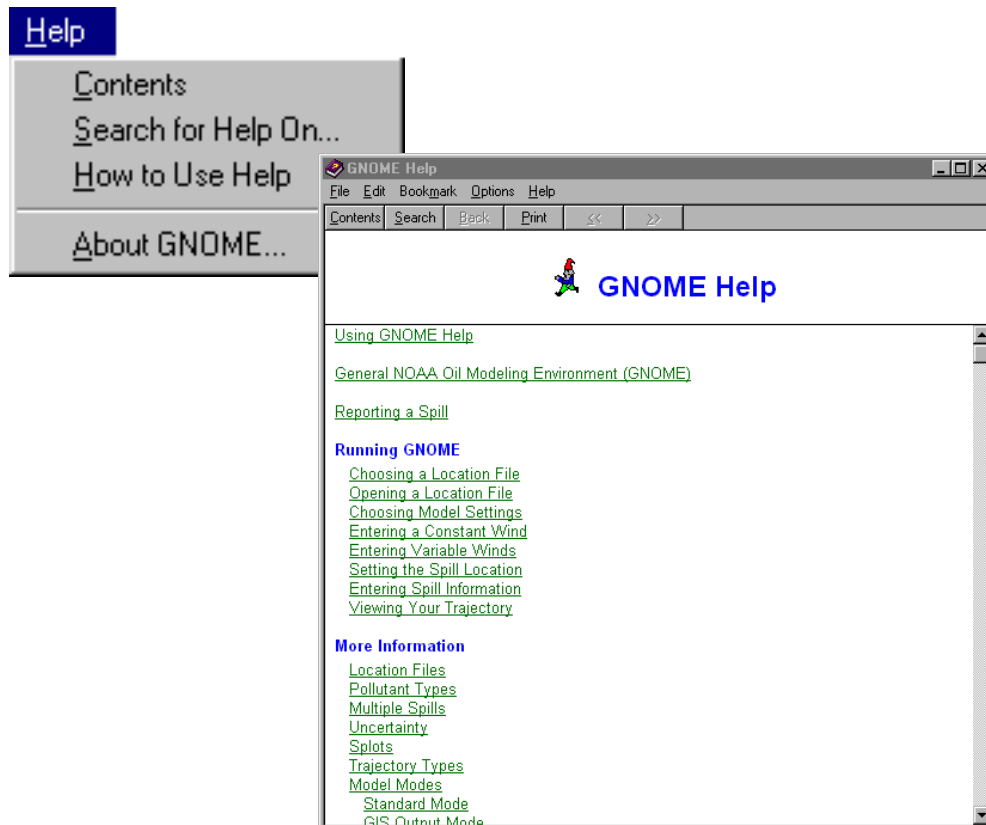 Help
Contents
Search for Help On...
How to Use Help
About GNOME...
GNOME Help
File Edit Bookmark Options Help
Contents Search Back Print << >>
GNOME Help
Using GNOME Help
General NOAA Oil Modeling Environment (GNOME)
Reporting a Spill
Running GNOME
Choosing a Location File
Opening a Location File
Choosing Model Settings
Entering a Constant Wind
Entering Variable Winds
Setting the Spill Location
Entering Spill Information
Viewing Your Trajectory
More Information
Location Files
Pollutant Types
Multiple Spills
Uncertainty
Splots
Trajectory Types
Model Modes
Standard Mode
GIS Output Mode